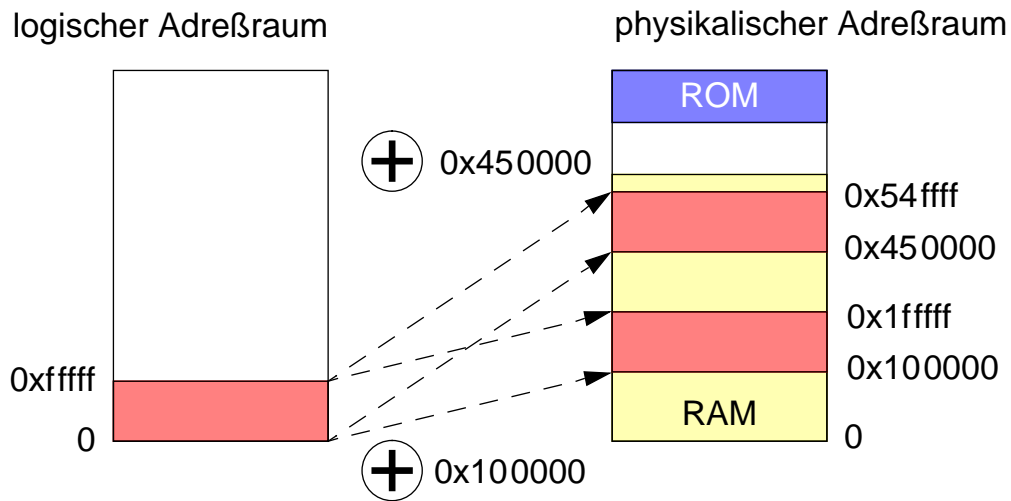 logischer Adreßraum
physikalischer Adreßraum
ROM
0x450000
0x54ffff
0x450000
0x1fffff
0xfffff
0x100000
RAM
0
0
0x100000